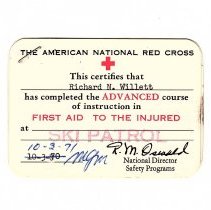 THE AMERICAN NATIONAL RED CROSS
This certifies that
Richard N. Willett
has completed the ADVANCED course
of instruction in
FIRST AID TO THE INJURED
at
SKI PATROL
10-3-71
10-3-70
National Director
Safety Programs